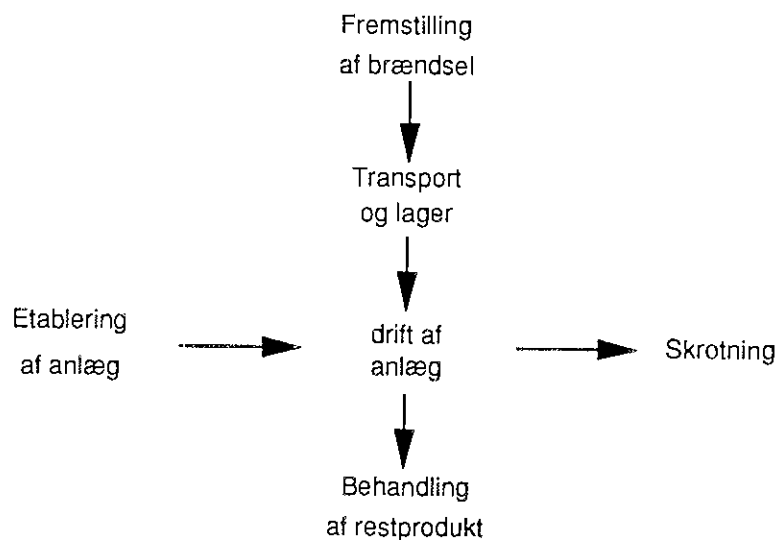 Fremstilling
af brændsel
Transport
og lager
Etablering
af anlæg
drift af
anlæg
Skrotning
Behandling
af restprodukt